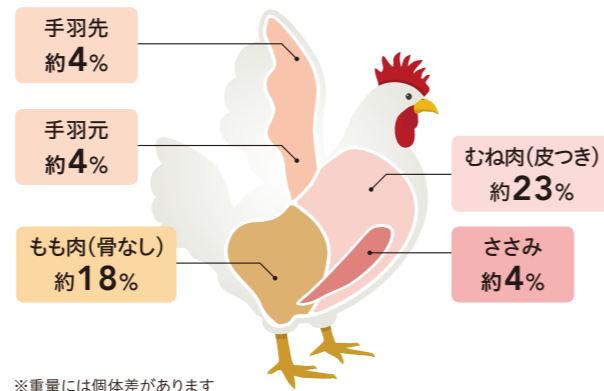 手羽先
約4%
手羽元
約4%
むね肉(皮つき)
約23%
もも肉(骨なし)
約18%
ささみ
約4%
※重量には個体差があります